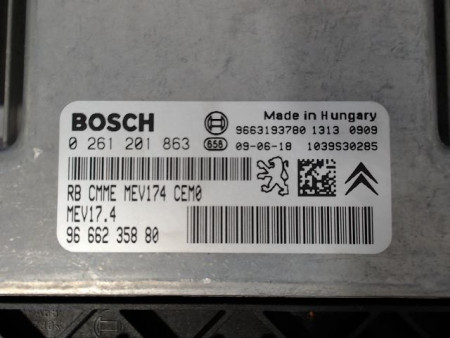 BOSCH
Made in Hungary
9663193780 1313 0909
0 261 201 863
658 09-06-18 1039S30285
RB CMME MEV174 CEM0
MEV17.4
96 662 358 80